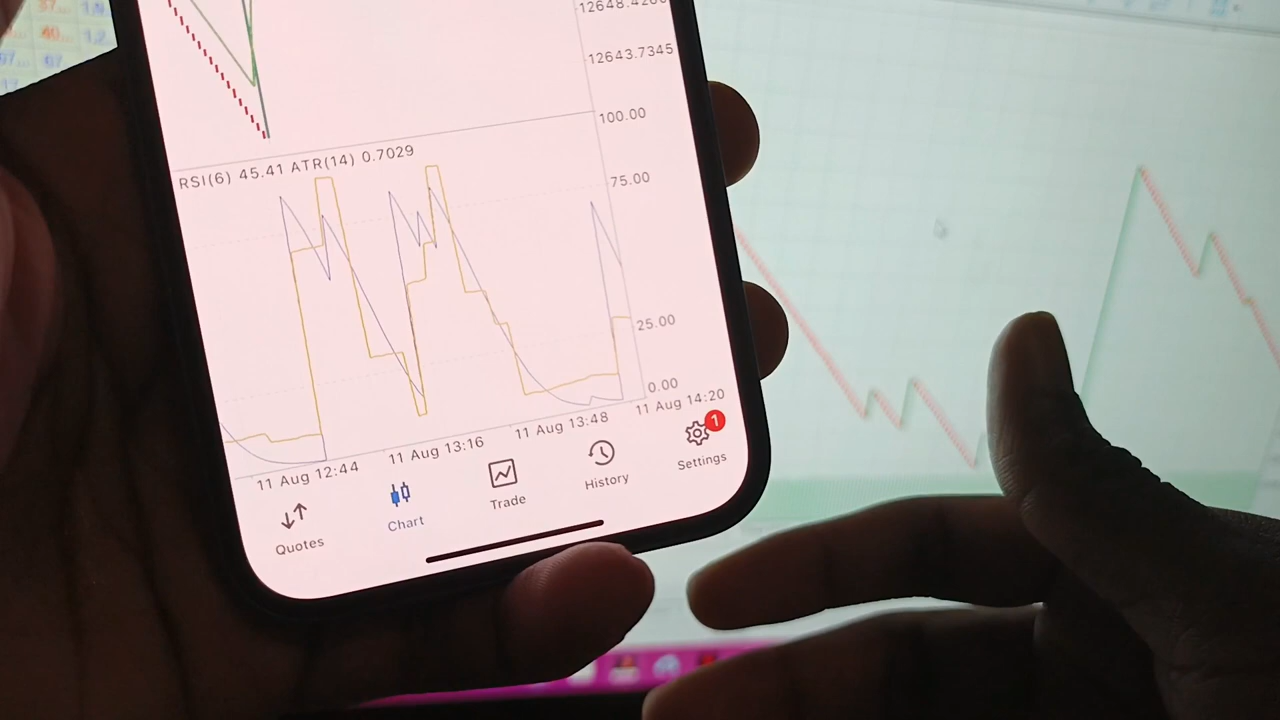 12643.7345
100.00
RSI(6) 45.41 ATR(14) 0.7029
75.00
25.00
0.00
11 Aug 12:44
11 Aug 13:16
11 Aug 13:48
11 Aug 14:20
1
Quotes
Chart
Trade
History
Settings